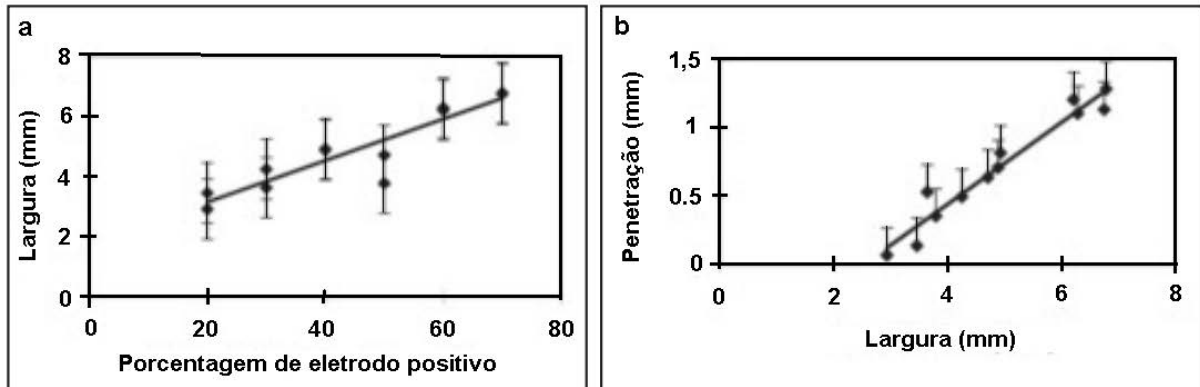 a
Largura (mm)
8
6
4
2
0
0 20 40 60 80
Porcentagem de eletrodo positivo
b
Penetração (mm)
1,5
1
0.5
0
0 2 4 6 8
Largura (mm)